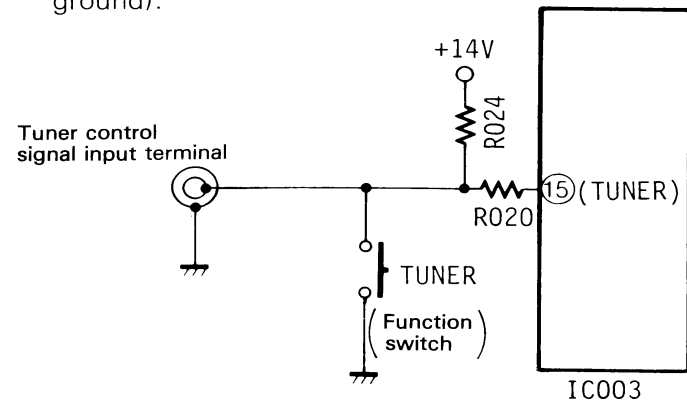 ground).
+14V
R024
Tuner control
signal input terminal
15 (TUNER)
R020
TUNER
(Function
switch)
IC003